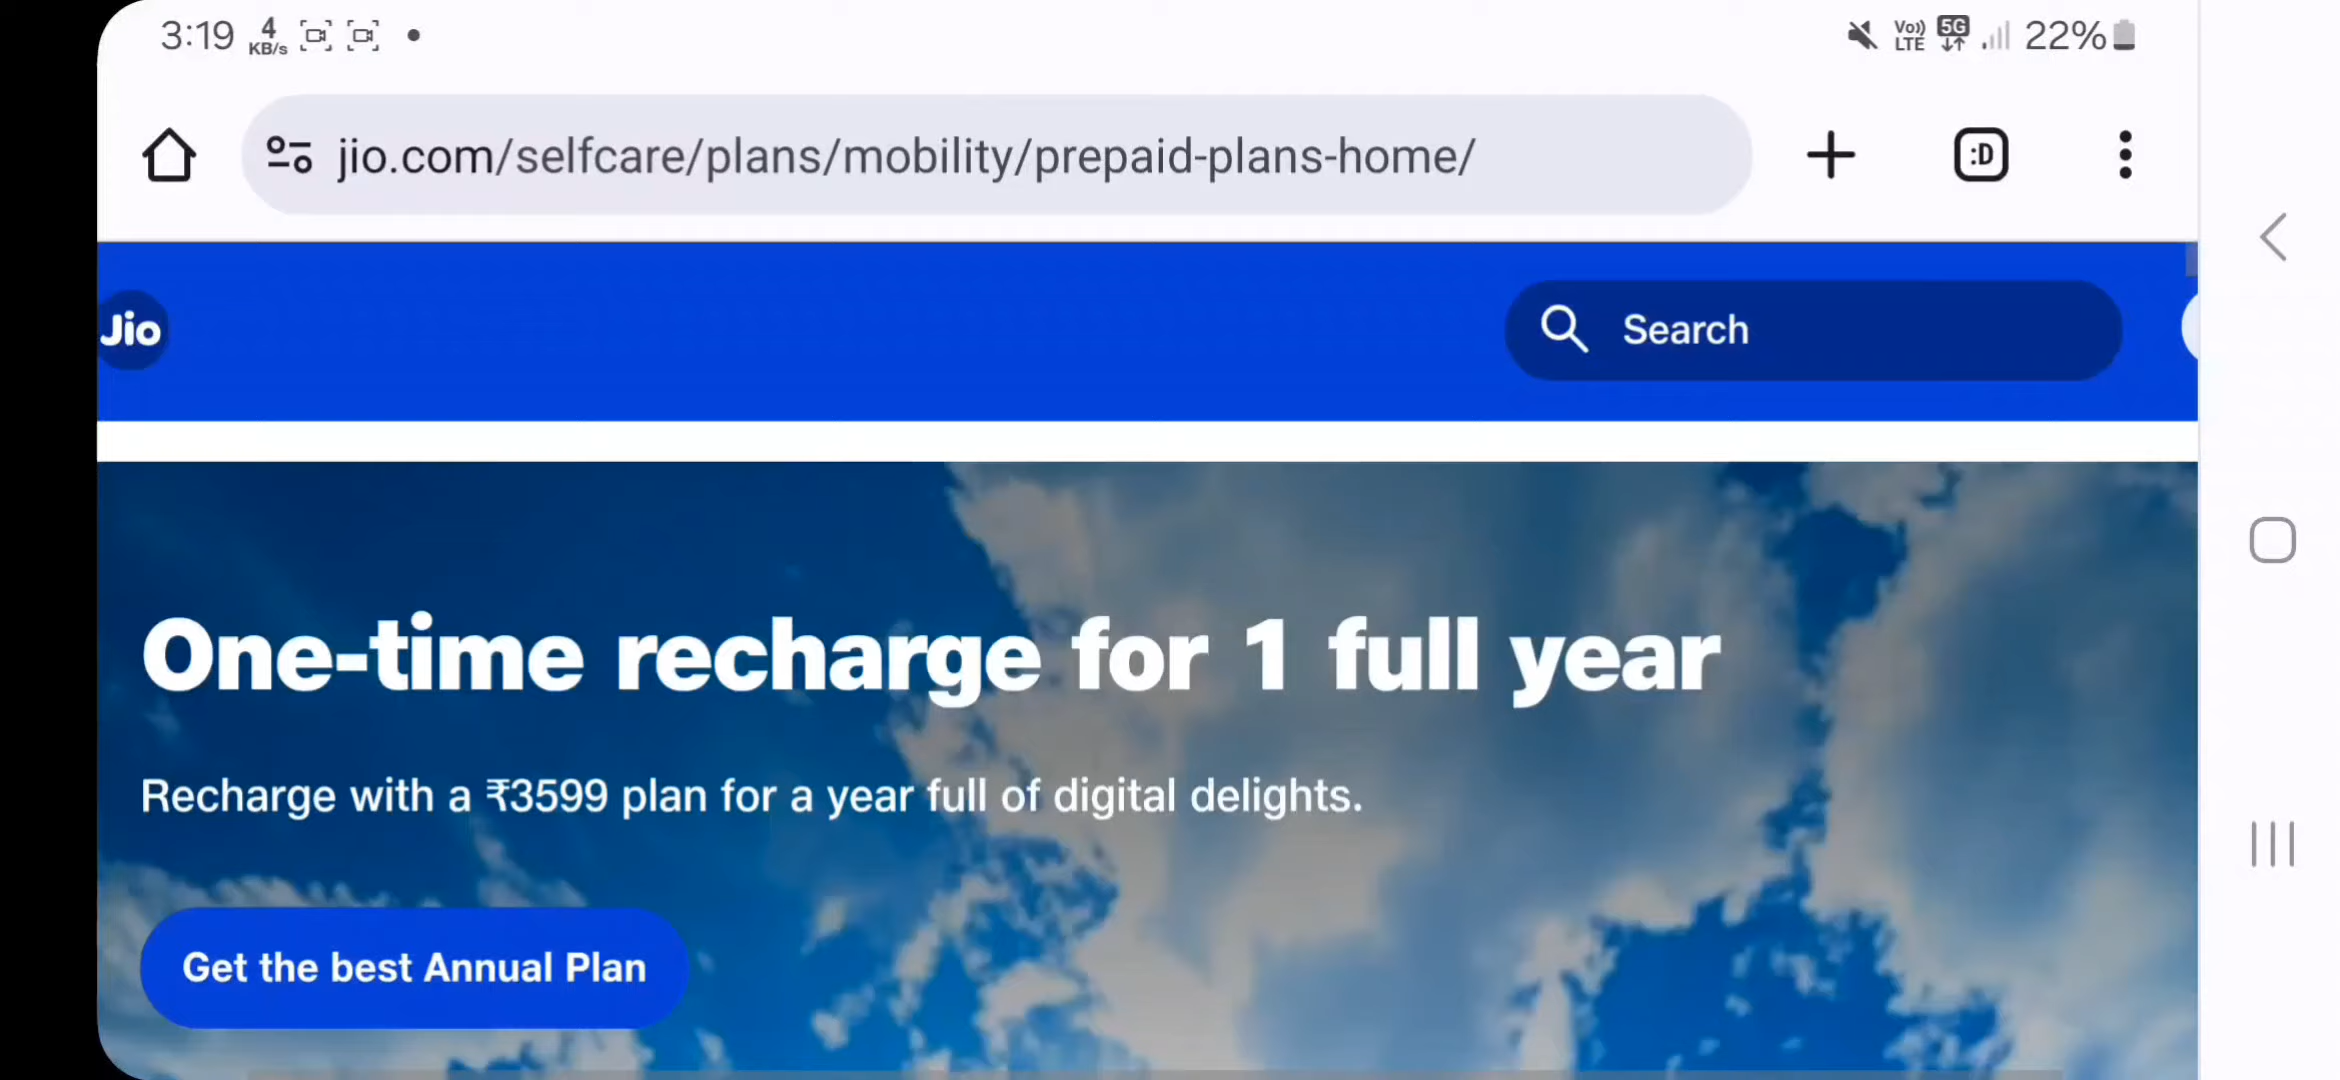 3:19 4 KB/s Vo)) LTE 5G 22%
jio.com/selfcare/plans/mobility/prepaid-plans-home/ :D
Jio Search
One-time recharge for 1 full year
Recharge with a ₹3599 plan for a year full of digital delights.
Get the best Annual Plan